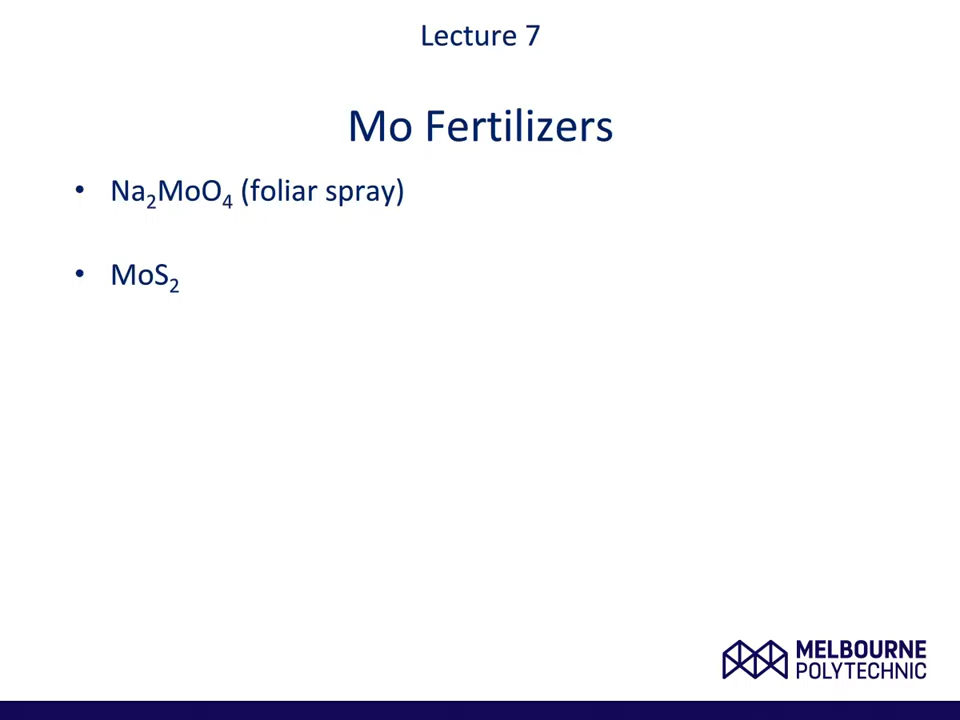 Lecture 7
Mo Fertilizers
• Na₂MoO₄ (foliar spray)
• MoS₂
MELBOURNE
POLYTECHNIC